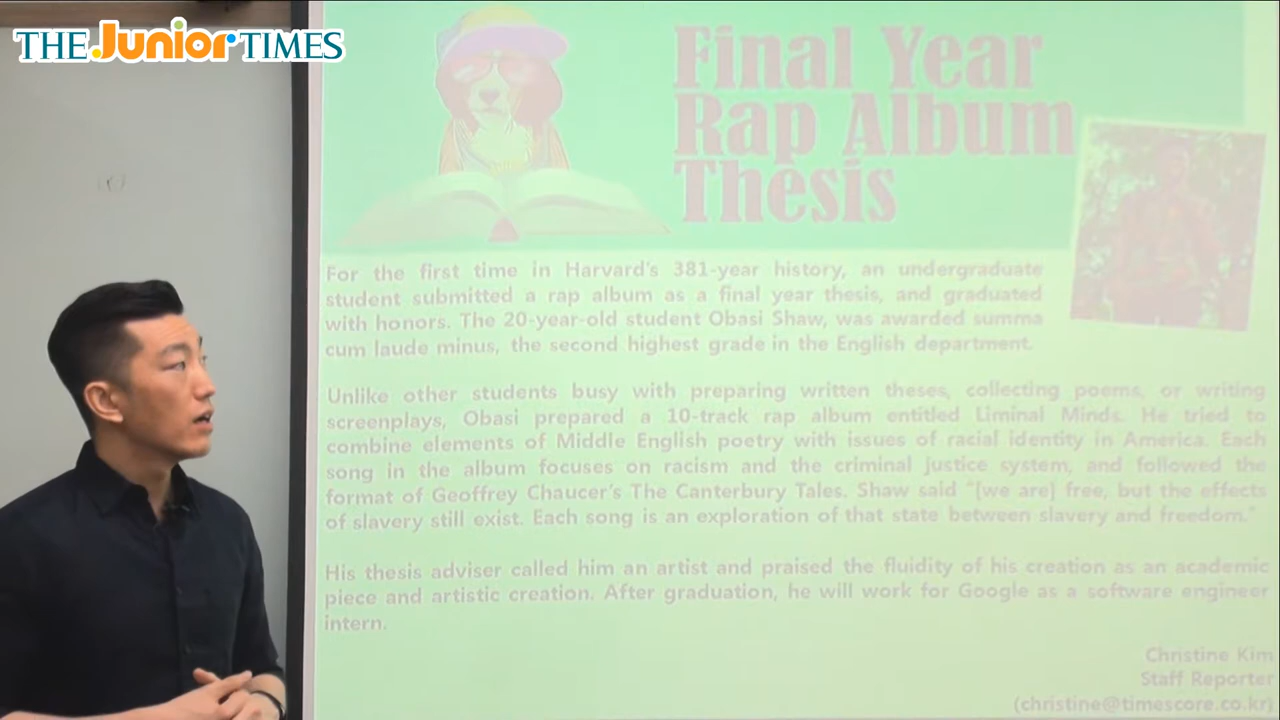 THE Junior TIMES
Final Year
Rap Album
Thesis
For the first time in Harvard's 381-year history, an undergraduate
student submitted a rap album as a final year thesis, and graduated
with honors. The 20-year-old student Obasi Shaw, was awarded summa
cum laude minus, the second highest grade in the English department.
Unlike other students busy with preparing written theses, collecting poems, or writing
screenplays, Obasi prepared a 10-track rap album entitled Liminal Minds. He tried to
combine elements of Middle English poetry with issues of racial identity in America. Each
song in the album focuses on racism and the criminal justice system, and followed the
format of Geoffrey Chaucer's The Canterbury Tales. Shaw said "[we are] free, but the effects
of slavery still exist. Each song is an exploration of that state between slavery and freedom."
His thesis adviser called him an artist and praised the fluidity of his creation as an academic
piece and artistic creation. After graduation, he will work for Google as a software engineer
intern.
Christine Kim
Staff Reporter
(christine@timescore.co.kr)